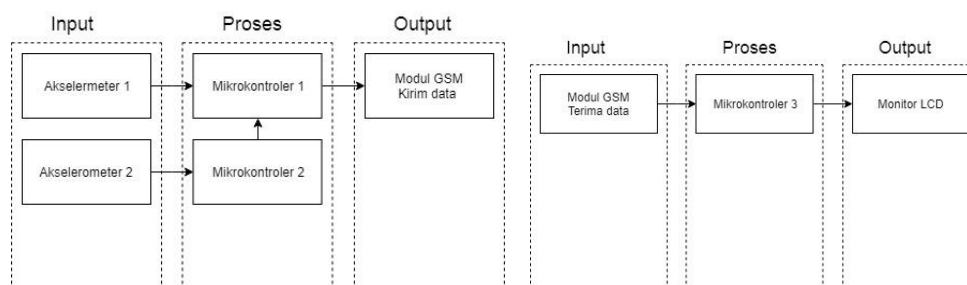 Input
Proses
Output
Akselermeter 1
Mikrokontroler 1
Modul GSM
Kirim data
Akselerometer 2
Mikrokontroler 2
Input
Proses
Output
Modul GSM
Terima data
Mikrokontroler 3
Monitor LCD